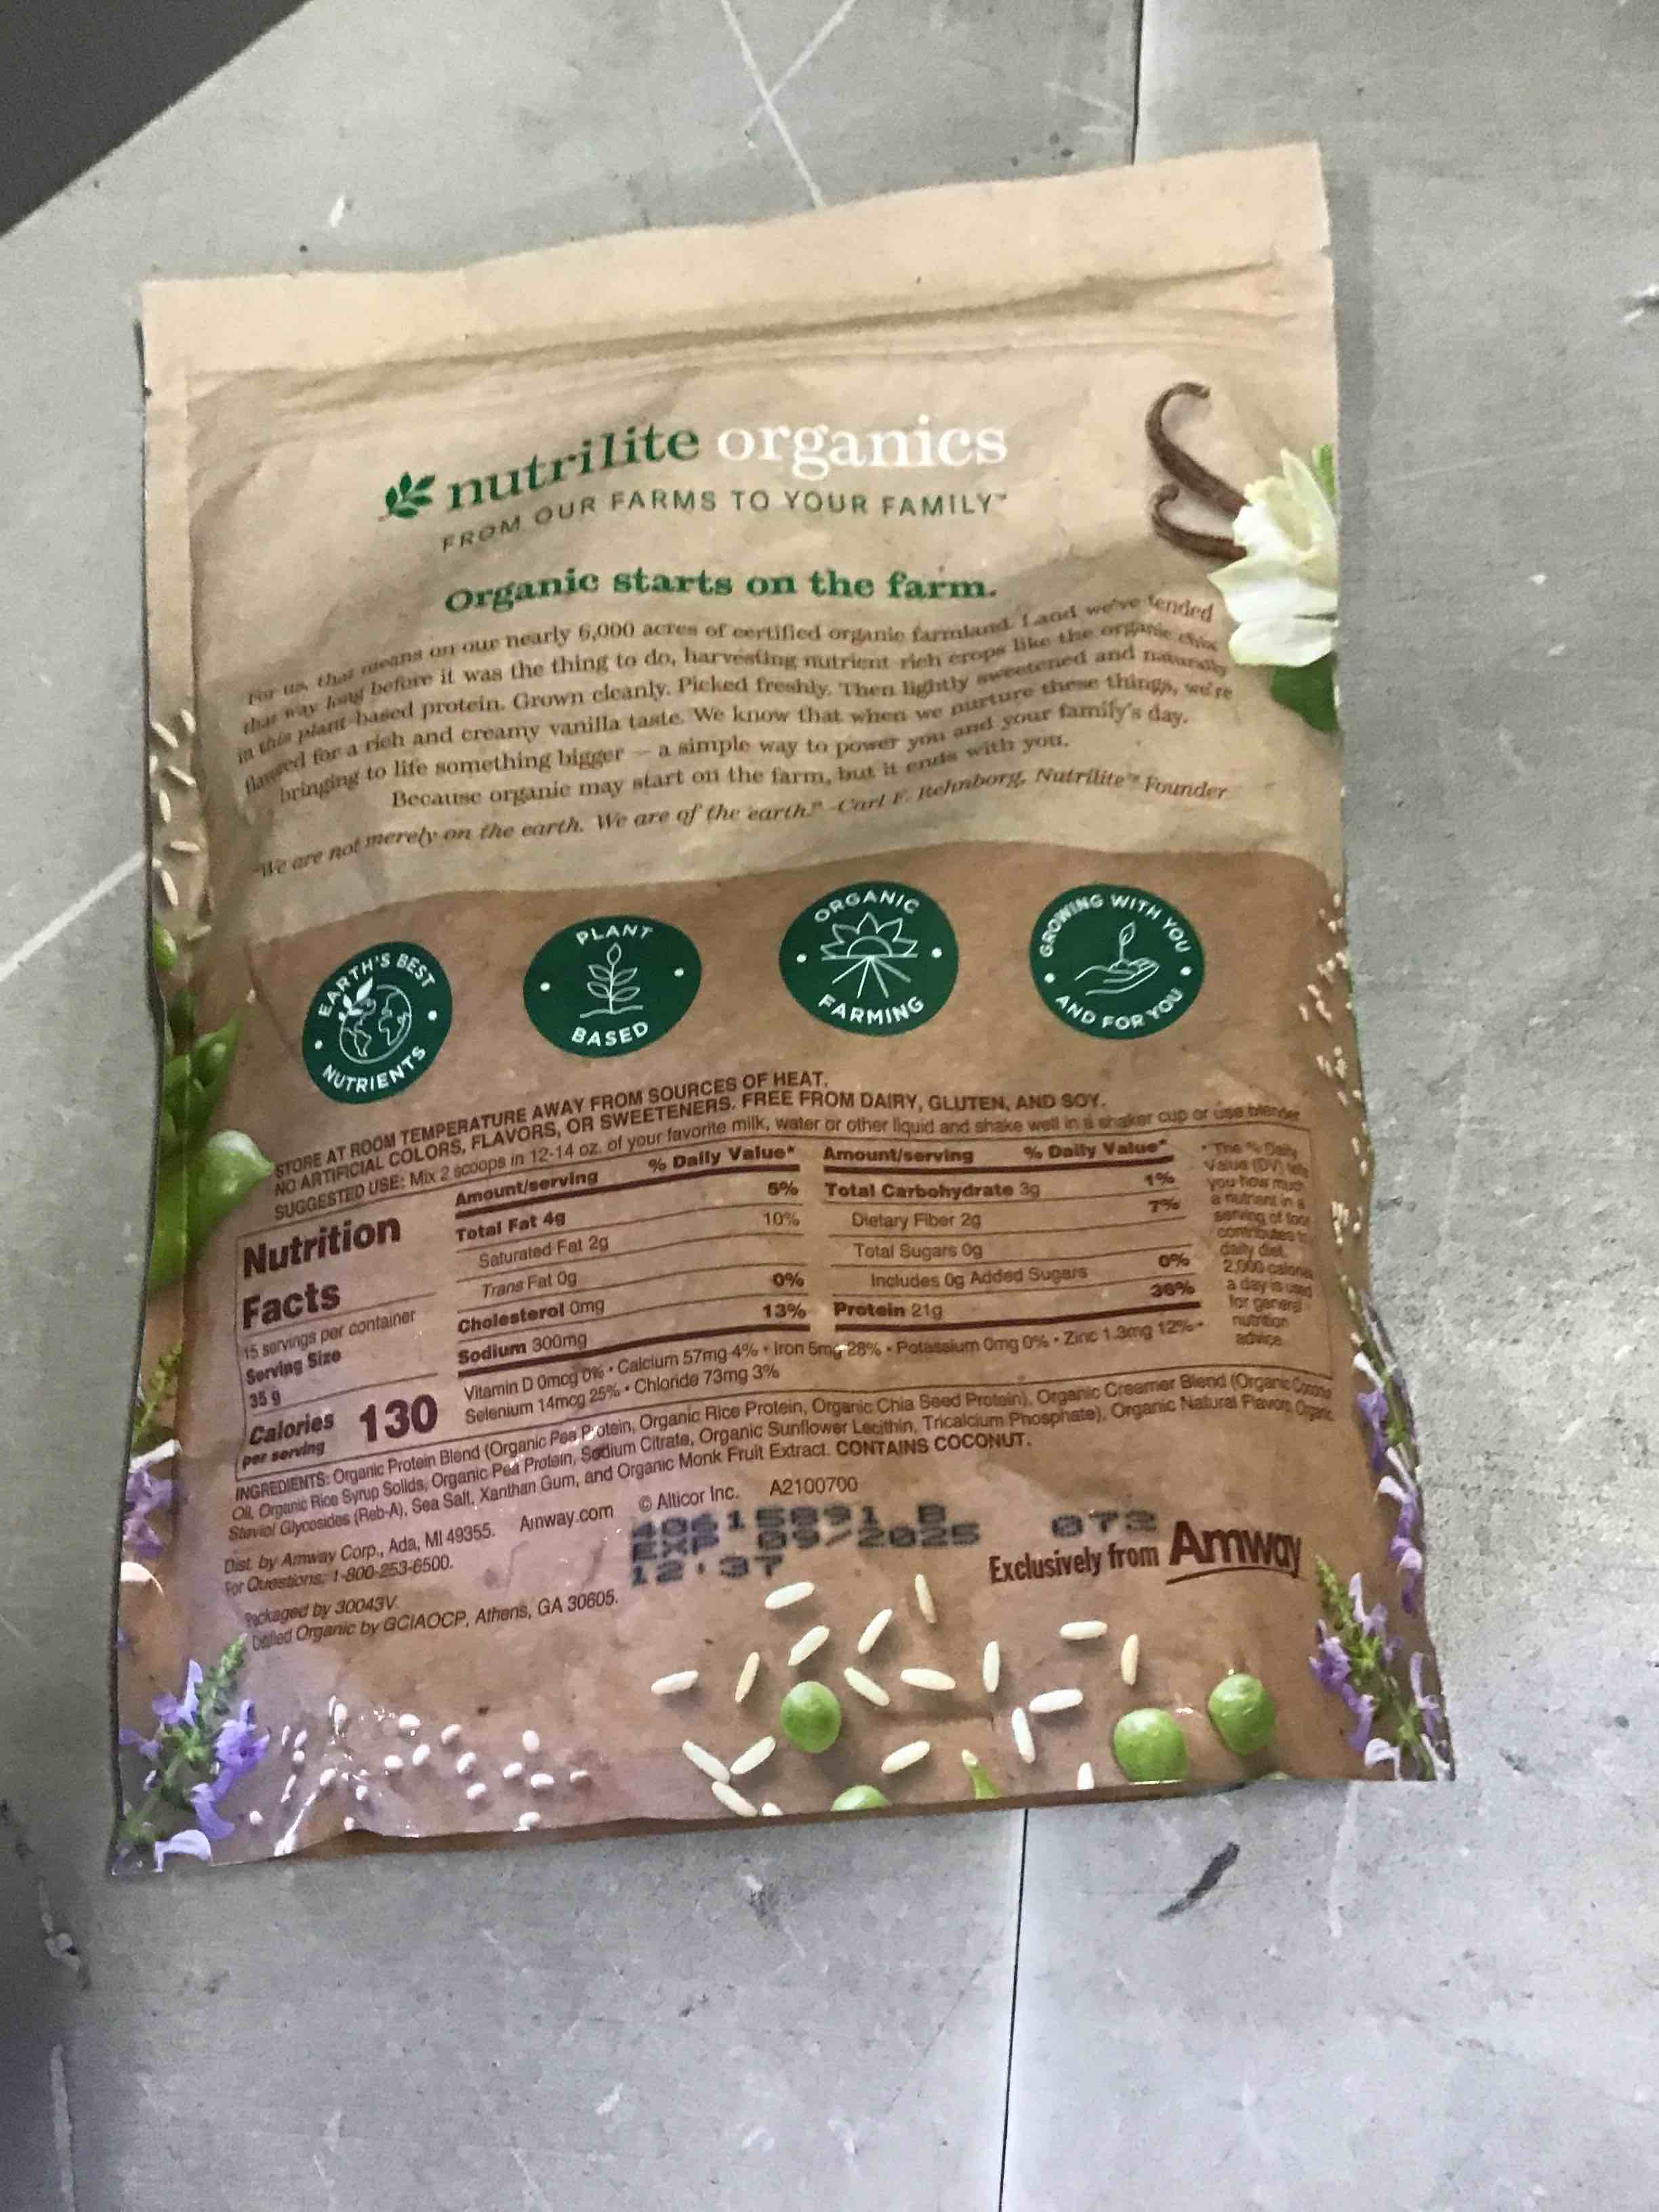 nutrilite organics
FROM OUR FARMS TO YOUR FAMILY™
Organic starts on the farm.
For us, that means on our nearly 6,000 acres of certified organic farmland. Land we've tended
that way long before it was the thing to do, harvesting nutrient rich crops like the organic chia
in this plant-based protein. Grown cleanly. Picked freshly. Then lightly sweetened and naturally
flavored for a rich and creamy vanilla taste. We know that when we nurture these things, we're
bringing to life something bigger — a simple way to power you and your family's day.
Because organic may start on the farm, but it ends with you.
"We are not merely on the earth. We are of the earth." -Carl F. Rehnborg, Nutrilite™ Founder
EARTH'S BEST NUTRIENTS
PLANT BASED
ORGANIC FARMING
GROWING WITH YOU AND FOR YOU
STORE AT ROOM TEMPERATURE AWAY FROM SOURCES OF HEAT.
NO ARTIFICIAL COLORS, FLAVORS, OR SWEETENERS. FREE FROM DAIRY, GLUTEN, AND SOY.
SUGGESTED USE: Mix 2 scoops in 12-14 oz. of your favorite milk, water or other liquid and shake well in a shaker cup or use blender.
Nutrition
Facts
15 servings per container
Serving Size
35 g
Calories
per serving
130
Amount/serving % Daily Value*
Total Fat 4g 5%
Saturated Fat 2g 10%
Trans Fat 0g
Cholesterol 0mg 0%
Sodium 300mg 13%
Amount/serving % Daily Value*
Total Carbohydrate 3g 1%
Dietary Fiber 2g 7%
Total Sugars 0g
Includes 0g Added Sugars 0%
Protein 21g 36%
Vitamin D 0mcg 0% • Calcium 57mg 4% • Iron 5mg 28% • Potassium 0mg 0% • Zinc 1.3mg 12% •
Selenium 14mcg 25% • Chloride 73mg 3%
* The % Daily
Value (DV) tells
you how much
a nutrient in a
serving of food
contributes to
daily diet.
2,000 calories
a day is used
for general
nutrition
advice.
INGREDIENTS: Organic Protein Blend (Organic Pea Protein, Organic Rice Protein, Organic Chia Seed Protein), Organic Creamer Blend (Organic Coconut
Oil, Organic Rice Syrup Solids, Organic Pea Protein, Sodium Citrate, Organic Sunflower Lecithin, Tricalcium Phosphate), Organic Natural Flavors, Organic
Steviol Glycosides (Reb-A), Sea Salt, Xanthan Gum, and Organic Monk Fruit Extract. CONTAINS COCONUT.
Dist. by Amway Corp., Ada, MI 49355. Amway.com © Alticor Inc. A2100700
For Questions: 1-800-253-6500.
Packaged by 30043V.
Organic by GCIAOCP, Athens, GA 30605.
B 072
EXP 09/2025
12:37
Exclusively from Amway